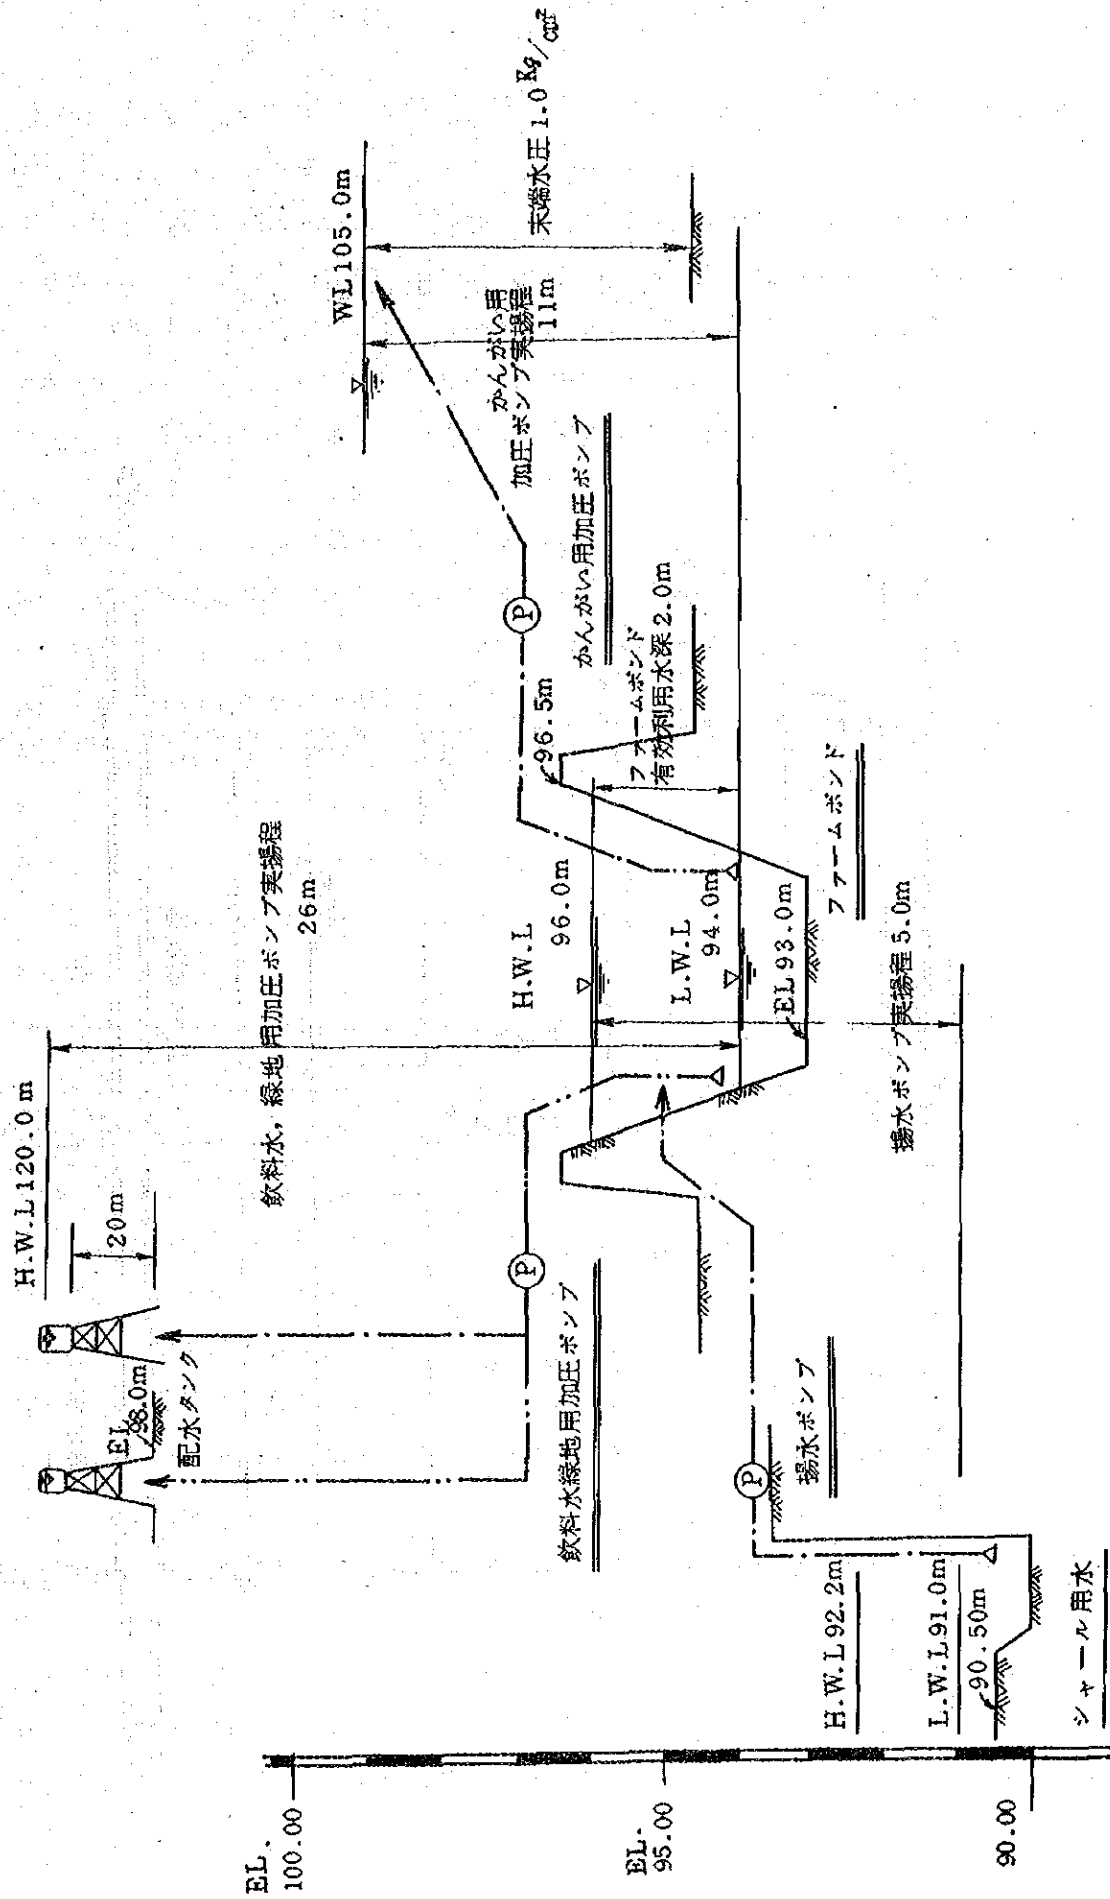 H.W.L 120.0 m
20m
EL 98.0m
配水タンク
飲料水, 緑地用加圧ポンプ実揚程
26m
WL 105.0m
末端水圧 1.0 Kg/cm²
かんがい用
加圧ポンプ実揚程
11m
かんがい用加圧ポンプ
P
96.5m
ファームポンド
有効利用水深 2.0m
H.W.L
96.0m
L.W.L
94.0m
EL 93.0m
ファームポンド
揚水ポンプ実揚程 5.0m
P
飲料水緑地用加圧ポンプ
P
揚水ポンプ
H.W.L 92.2m
L.W.L 91.0m
90.50m
シャール用水
EL.
100.00
EL.
95.00
90.00